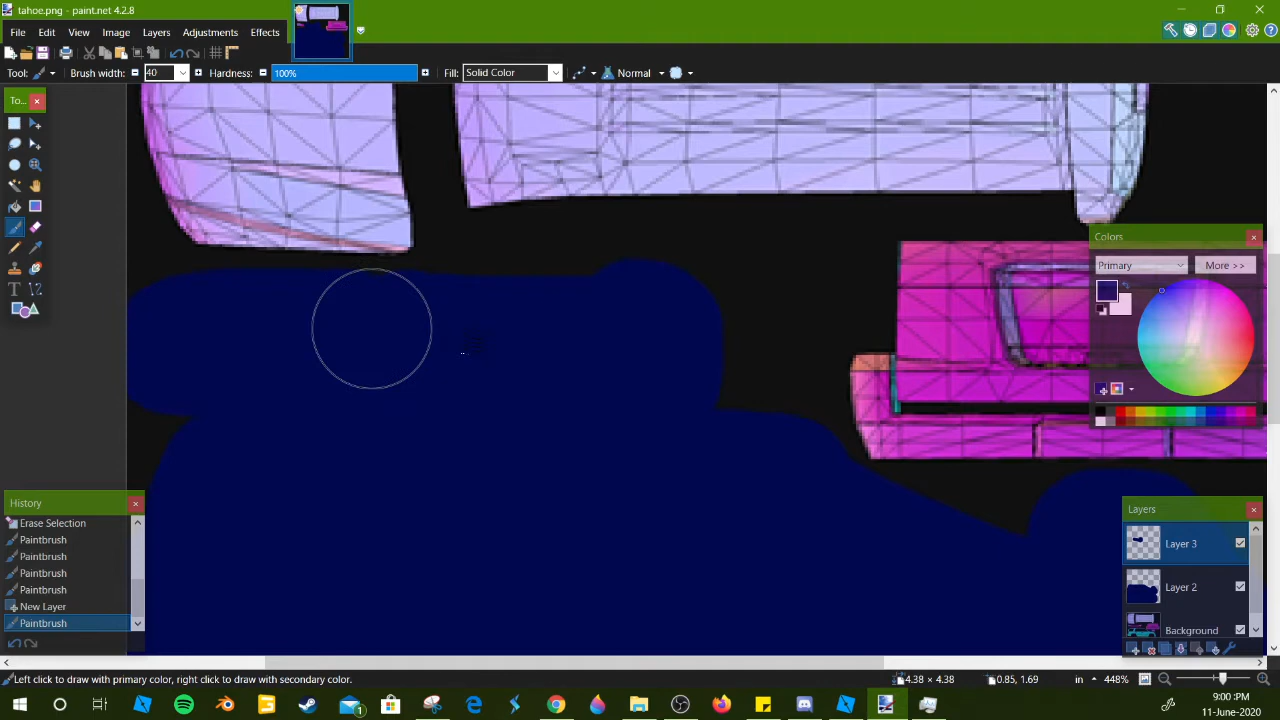 tahoe.png - paint.net 4.2.8
File Edit View Image Layers Adjustments Effects
Tool: Brush width: 40 Hardness: 100% Fill: Solid Color Normal
To...
Colors
Primary More >>
History
Erase Selection
Paintbrush
Paintbrush
Paintbrush
Paintbrush
New Layer
Paintbrush
Layers
Layer 3
Layer 2
Background
Left click to draw with primary color, right click to draw with secondary color. 4.38 × 4.38 0.85, 1.69 in 448%
9:00 :PM
11-June-2020